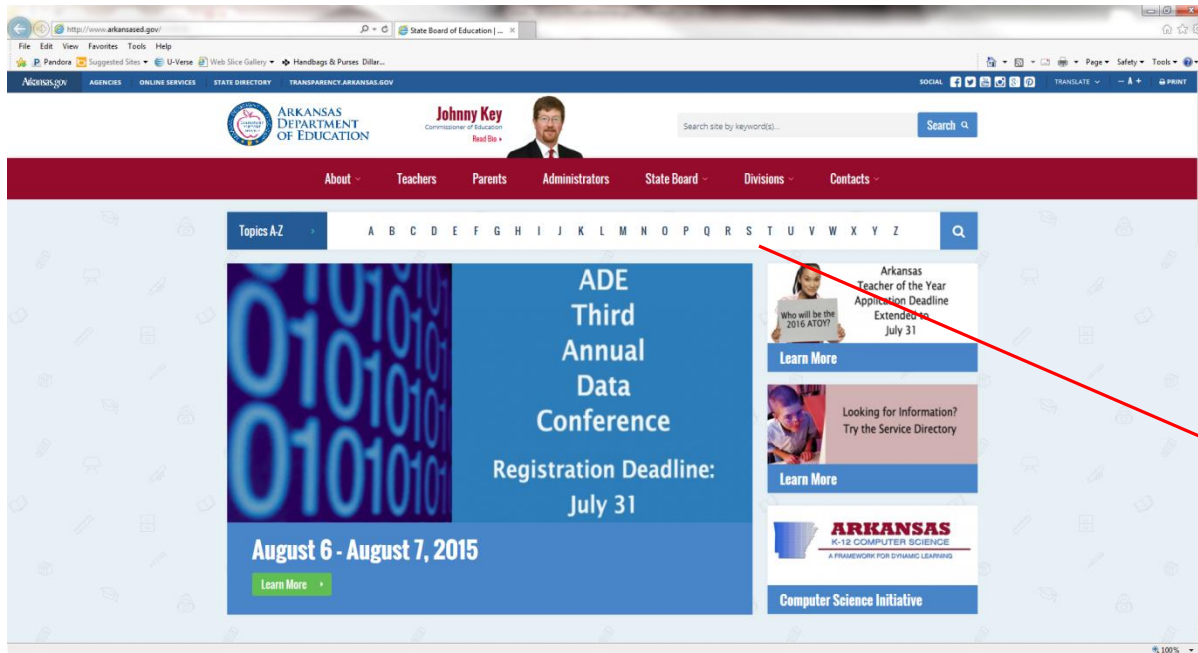 http://www.arkansased.gov/
State Board of Education | ...
File Edit View Favorites Tools Help
Pandora Suggested Sites U-Verse Web Slice Gallery Handbags & Purses Dillar...
Page Safety Tools
Arkansas.gov AGENCIES ONLINE SERVICES STATE DIRECTORY TRANSPARENCY.ARKANSAS.GOV SOCIAL TRANSLATE - A + PRINT
ARKANSAS
DEPARTMENT
OF EDUCATION
Johnny Key
Commissioner of Education
Read Bio
Search site by keyword(s)...
Search
About Teachers Parents Administrators State Board Divisions Contacts
Topics A-Z A B C D E F G H I J K L M N O P Q R S T U V W X Y Z
ADE
Third
Annual
Data
Conference
Registration Deadline:
July 31
August 6 - August 7, 2015
Learn More
Who will be the
2016 ATOY?
Arkansas
Teacher of the Year
Application Deadline
Extended to
July 31
Learn More
Looking for Information?
Try the Service Directory
Learn More
ARKANSAS
K-12 COMPUTER SCIENCE
A FRAMEWORK FOR DYNAMIC LEARNING
Computer Science Initiative
100%